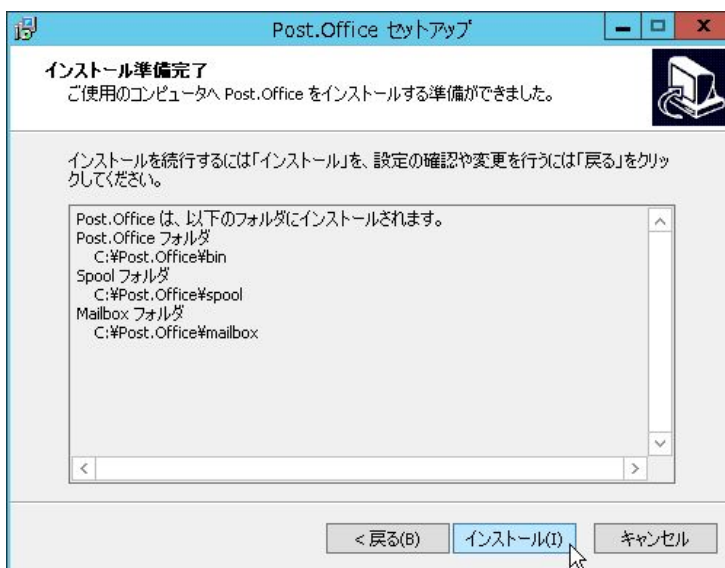 Post.Office セットアップ
インストール準備完了
ご使用のコンピュータへ Post.Office をインストールする準備ができました。
インストールを続行するには「インストール」を、設定の確認や変更を行うには「戻る」をクリッ
クしてください。
Post.Office は、以下のフォルダにインストールされます。
Post.Office フォルダ
C:¥Post.Office¥bin
Spool フォルダ
C:¥Post.Office¥spool
Mailbox フォルダ
C:¥Post.Office¥mailbox
< 戻る(B)
インストール(I)
キャンセル